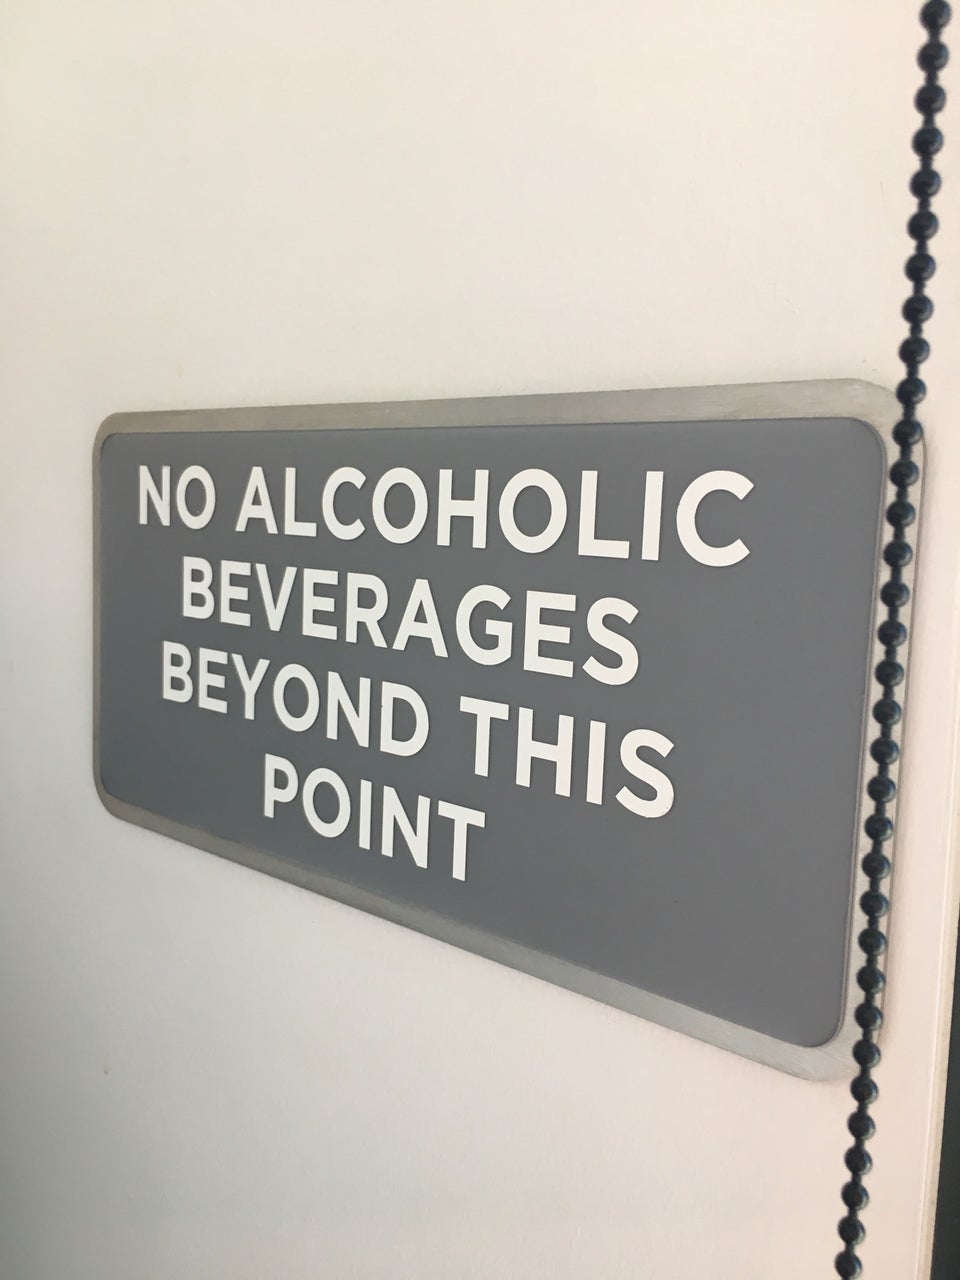 NO ALCOHOLIC
BEVERAGES
BEYOND THIS
POINT